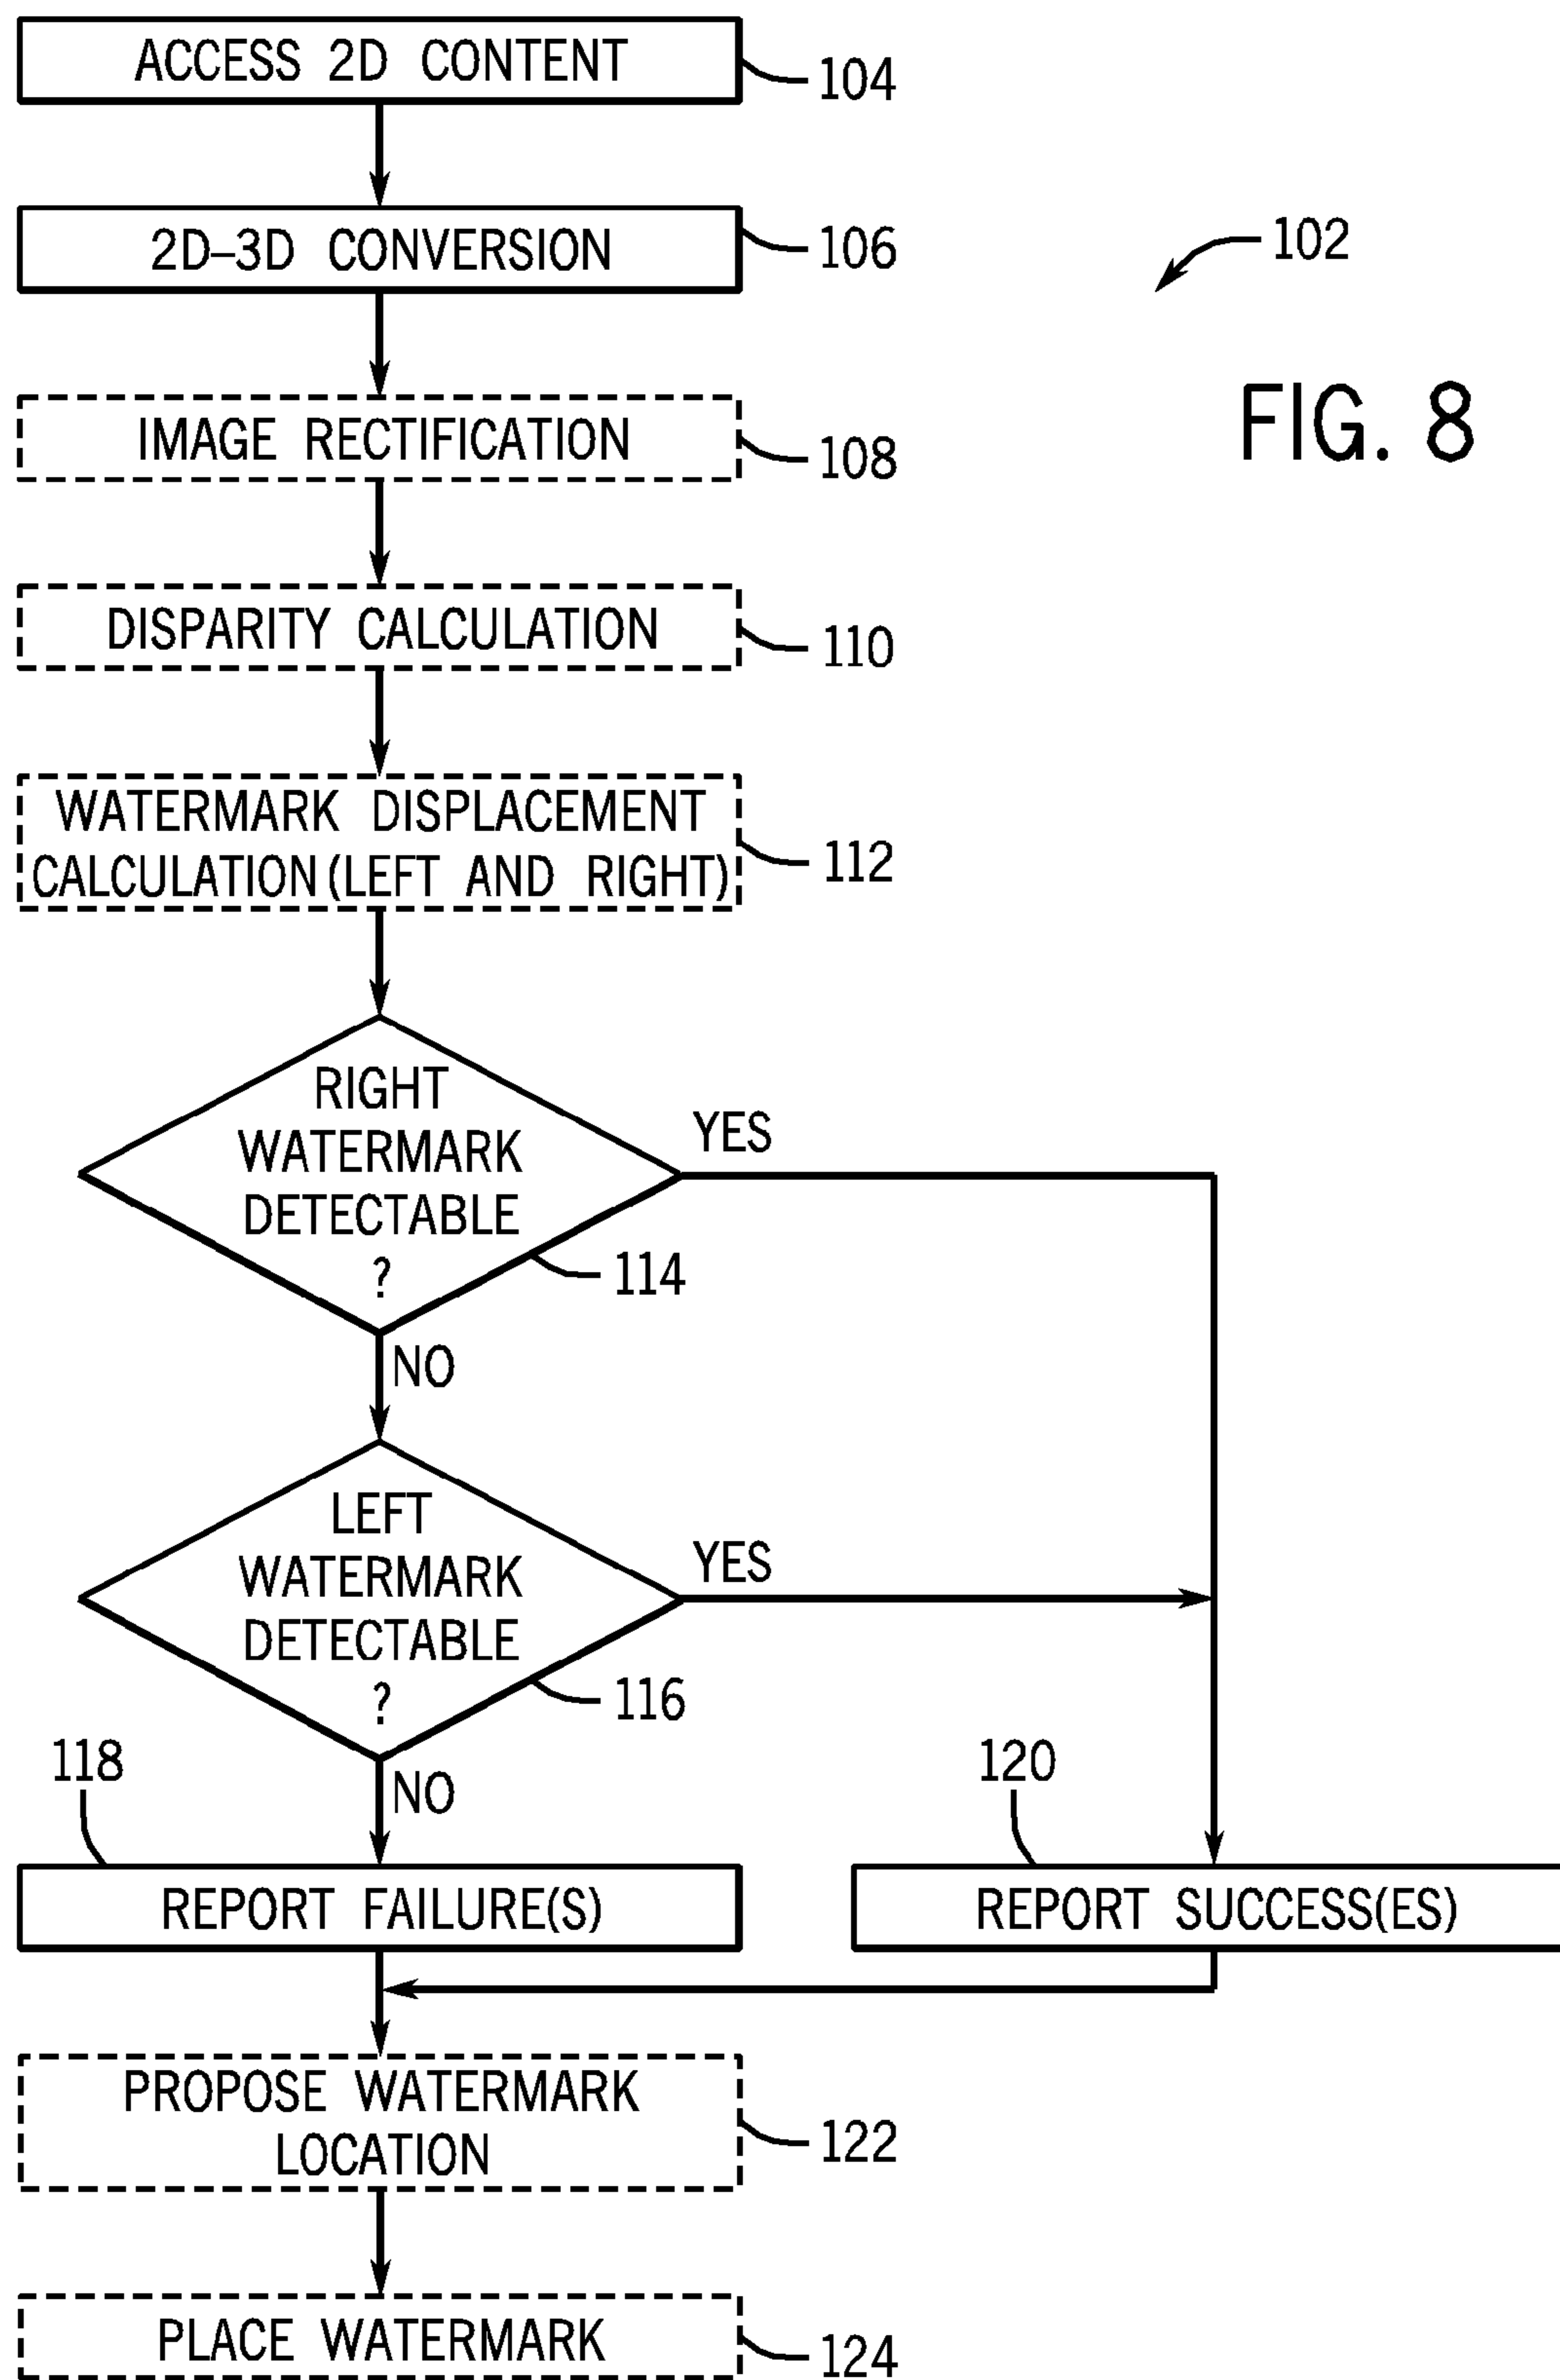 ACCESS 2D CONTENT
104
2D–3D CONVERSION
106
102
FIG. 8
IMAGE RECTIFICATION
108
DISPARITY CALCULATION
110
WATERMARK DISPLACEMENT
CALCULATION(LEFT AND RIGHT)
112
RIGHT
WATERMARK
DETECTABLE
?
YES
114
NO
LEFT
WATERMARK
DETECTABLE
?
YES
116
NO
118
120
REPORT FAILURE(S)
REPORT SUCCESS(ES)
PROPOSE WATERMARK
LOCATION
122
PLACE WATERMARK
124